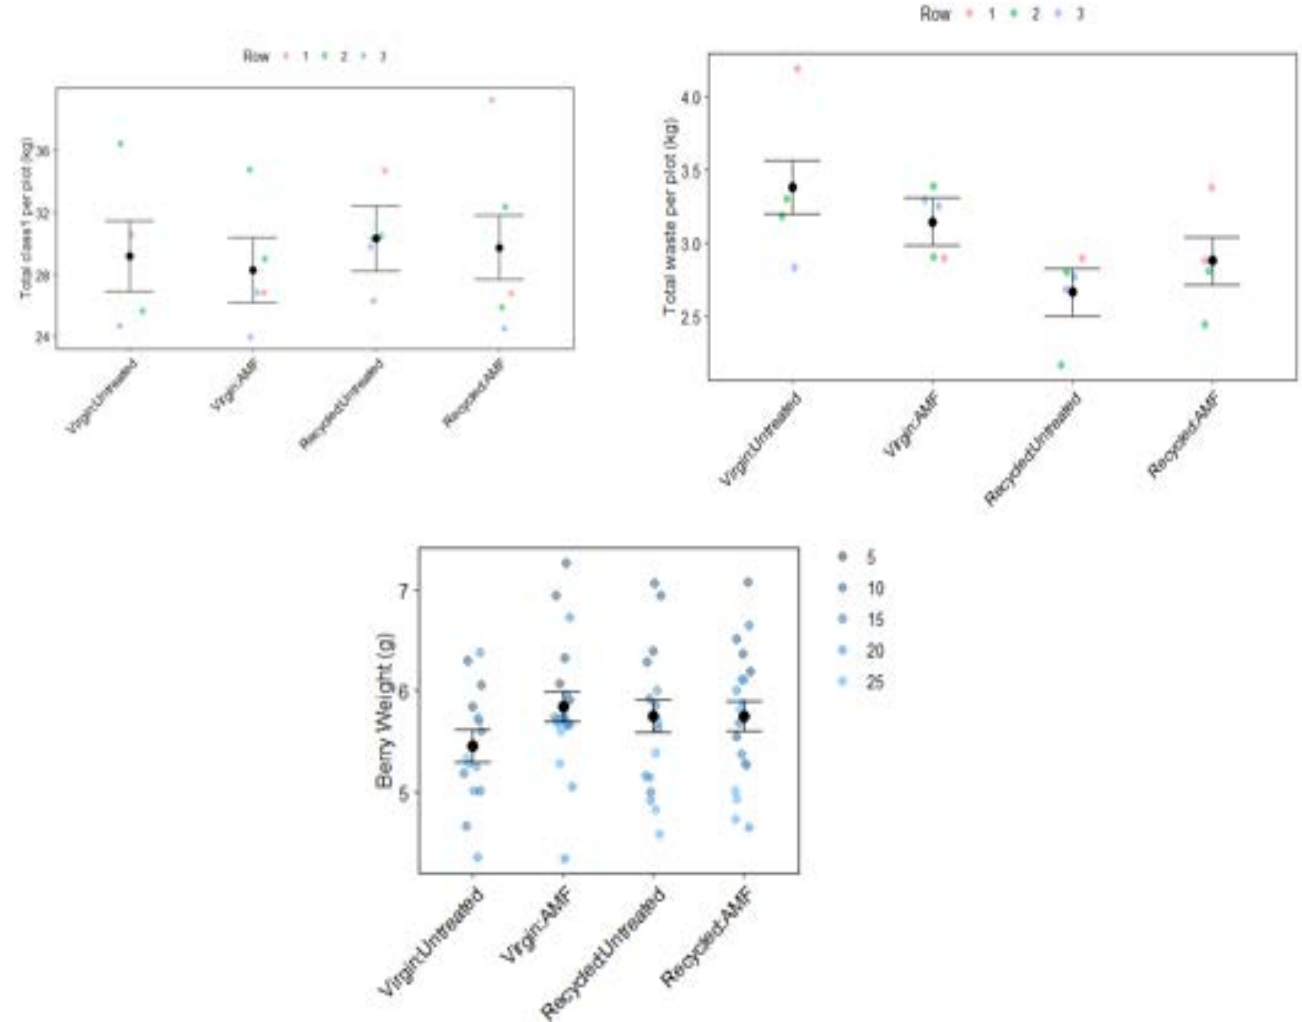 Row 1 2 3
Total class1 per plot (kg)
36
32
28
24
Virgin:Untreated
Virgin:AMF
Recycled:Untreated
Recycled:AMF
Row 1 2 3
Total waste per plot (kg)
4.0
3.5
3.0
2.5
Virgin:Untreated
Virgin:AMF
Recycled:Untreated
Recycled:AMF
Berry Weight (g)
7
6
5
Virgin:Untreated
Virgin:AMF
Recycled:Untreated
Recycled:AMF
5
10
15
20
25